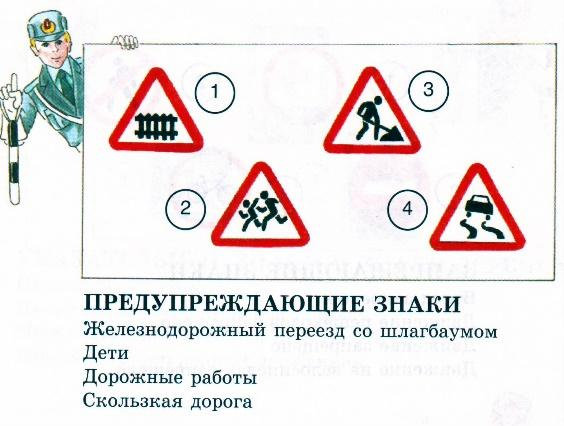 1
3
2
4
ПРЕДУПРЕЖДАЮЩИЕ ЗНАКИ
Железнодорожный переезд со шлагбаумом
Дети
Дорожные работы
Скользкая дорога